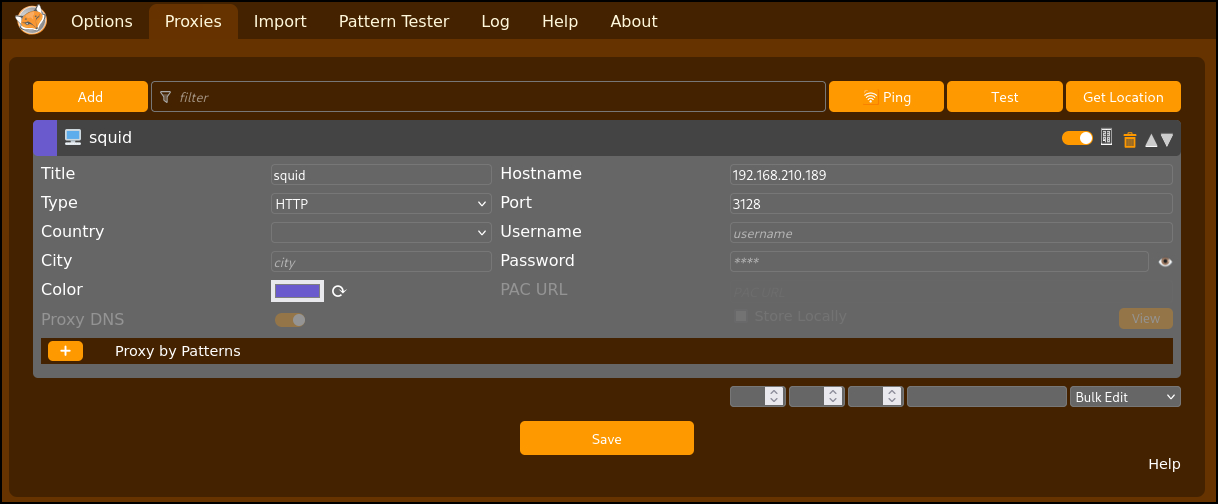 Options Proxies Import Pattern Tester Log Help About
Add filter Ping Test Get Location
squid
Title squid Hostname 192.168.210.189
Type HTTP Port 3128
Country Username username
City city Password ****
Color PAC URL PAC URL
Proxy DNS Store Locally View
+ Proxy by Patterns
Bulk Edit
Save
Help